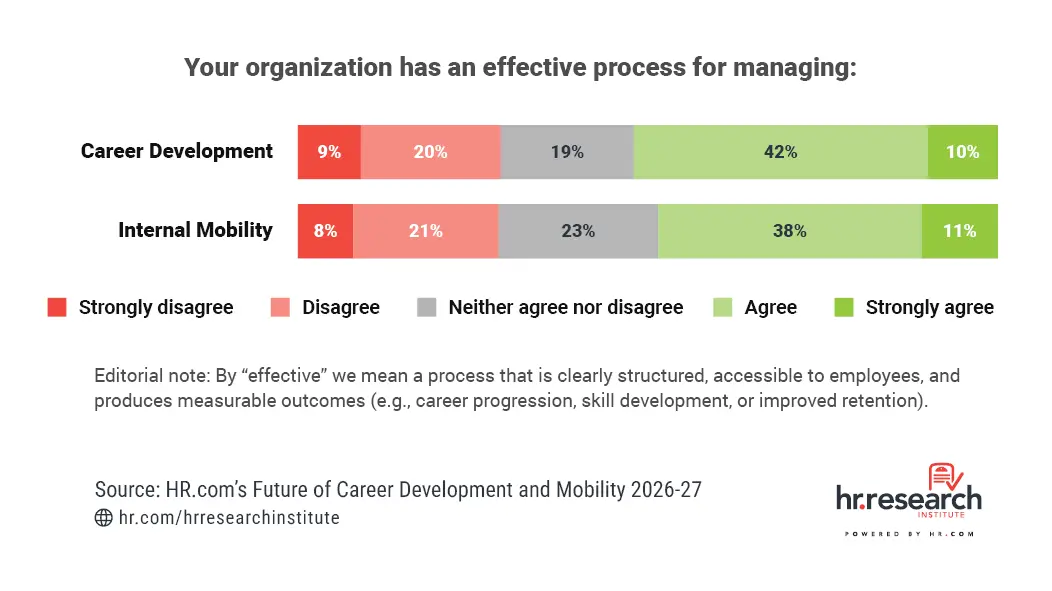 Your organization has an effective process for managing:
Career Development 9% 20% 19% 42% 10%
Internal Mobility 8% 21% 23% 38% 11%
Strongly disagree Disagree Neither agree nor disagree Agree Strongly agree
Editorial note: By “effective” we mean a process that is clearly structured, accessible to employees, and
produces measurable outcomes (e.g., career progression, skill development, or improved retention).
Source: HR.com’s Future of Career Development and Mobility 2026-27
hr.com/hrresearchinstitute
hr.research
INSTITUTE
POWERED BY HR.COM